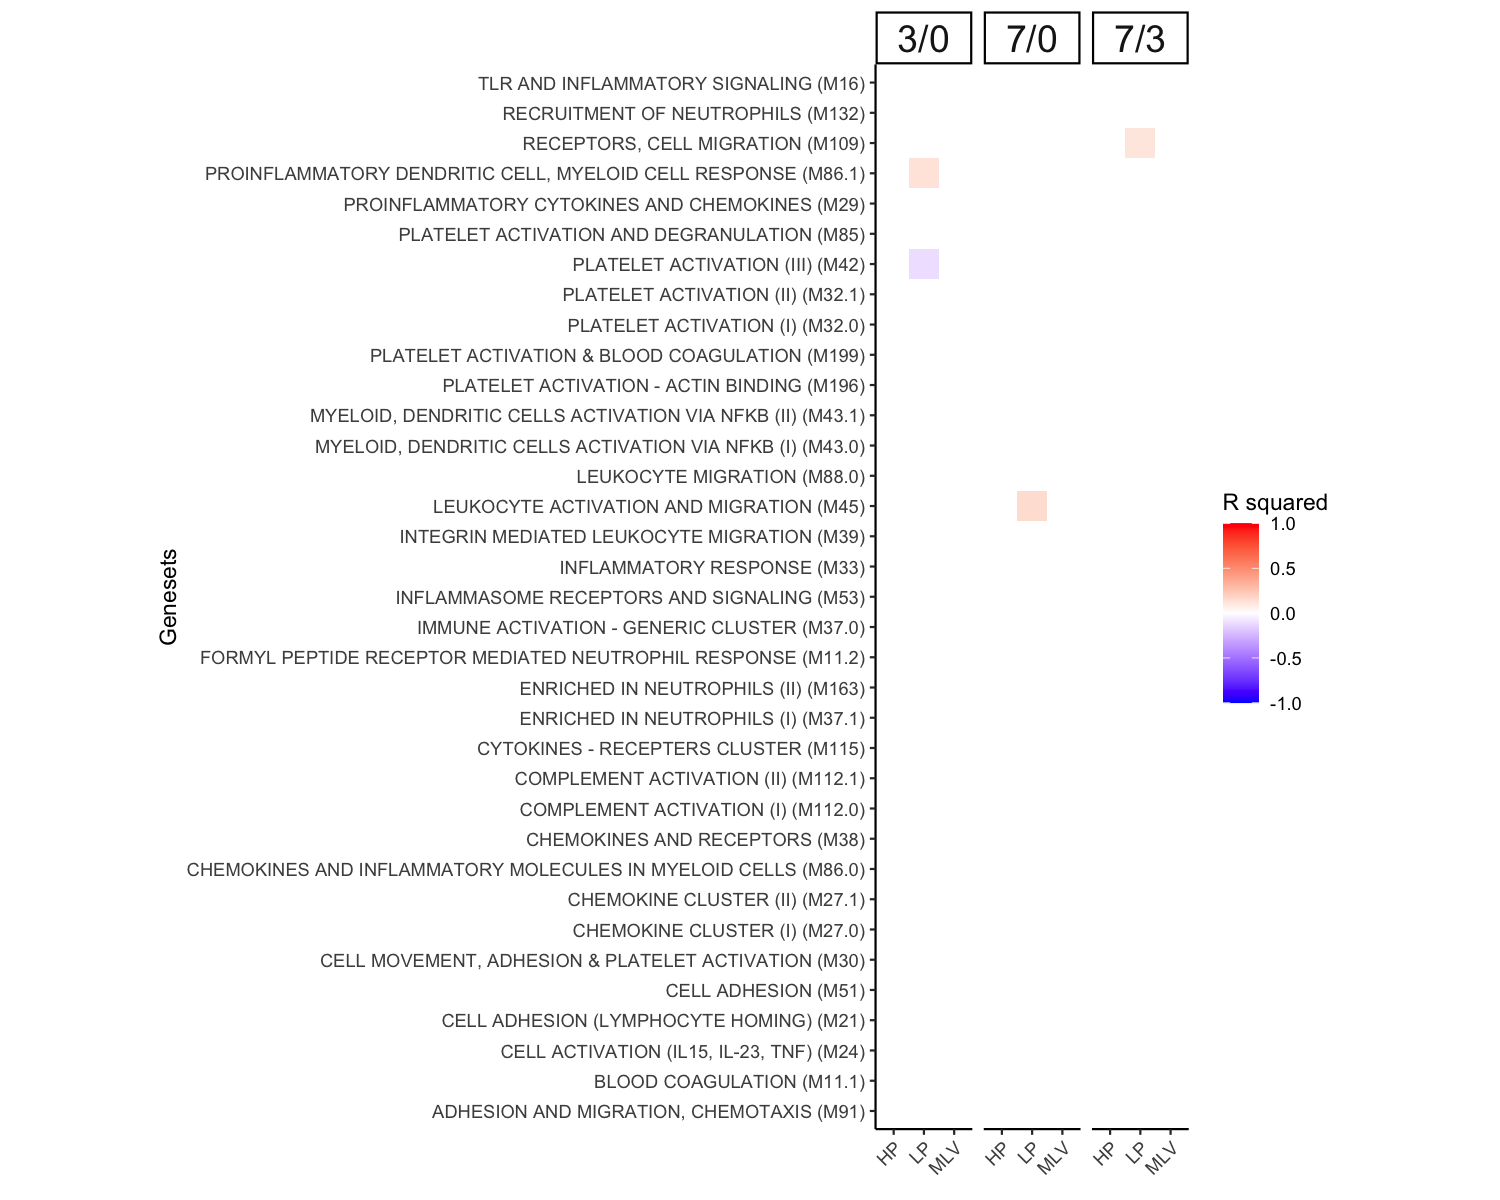 3/0 7/0 7/3
TLR AND INFLAMMATORY SIGNALING (M16)
RECRUITMENT OF NEUTROPHILS (M132)
RECEPTORS, CELL MIGRATION (M109)
PROINFLAMMATORY DENDRITIC CELL, MYELOID CELL RESPONSE (M86.1)
PROINFLAMMATORY CYTOKINES AND CHEMOKINES (M29)
PLATELET ACTIVATION AND DEGRANULATION (M85)
PLATELET ACTIVATION (III) (M42)
PLATELET ACTIVATION (II) (M32.1)
PLATELET ACTIVATION (I) (M32.0)
PLATELET ACTIVATION & BLOOD COAGULATION (M199)
PLATELET ACTIVATION - ACTIN BINDING (M196)
MYELOID, DENDRITIC CELLS ACTIVATION VIA NFKB (II) (M43.1)
MYELOID, DENDRITIC CELLS ACTIVATION VIA NFKB (I) (M43.0)
LEUKOCYTE MIGRATION (M88.0)
LEUKOCYTE ACTIVATION AND MIGRATION (M45)
INTEGRIN MEDIATED LEUKOCYTE MIGRATION (M39)
INFLAMMATORY RESPONSE (M33)
INFLAMMASOME RECEPTORS AND SIGNALING (M53)
IMMUNE ACTIVATION - GENERIC CLUSTER (M37.0)
FORMYL PEPTIDE RECEPTOR MEDIATED NEUTROPHIL RESPONSE (M11.2)
ENRICHED IN NEUTROPHILS (II) (M163)
ENRICHED IN NEUTROPHILS (I) (M37.1)
CYTOKINES - RECEPTERS CLUSTER (M115)
COMPLEMENT ACTIVATION (II) (M112.1)
COMPLEMENT ACTIVATION (I) (M112.0)
CHEMOKINES AND RECEPTORS (M38)
CHEMOKINES AND INFLAMMATORY MOLECULES IN MYELOID CELLS (M86.0)
CHEMOKINE CLUSTER (II) (M27.1)
CHEMOKINE CLUSTER (I) (M27.0)
CELL MOVEMENT, ADHESION & PLATELET ACTIVATION (M30)
CELL ADHESION (M51)
CELL ADHESION (LYMPHOCYTE HOMING) (M21)
CELL ACTIVATION (IL15, IL-23, TNF) (M24)
BLOOD COAGULATION (M11.1)
ADHESION AND MIGRATION, CHEMOTAXIS (M91)
Genesets
HP LP MLV HP LP MLV HP LP MLV
R squared
1.0
0.5
0.0
-0.5
-1.0